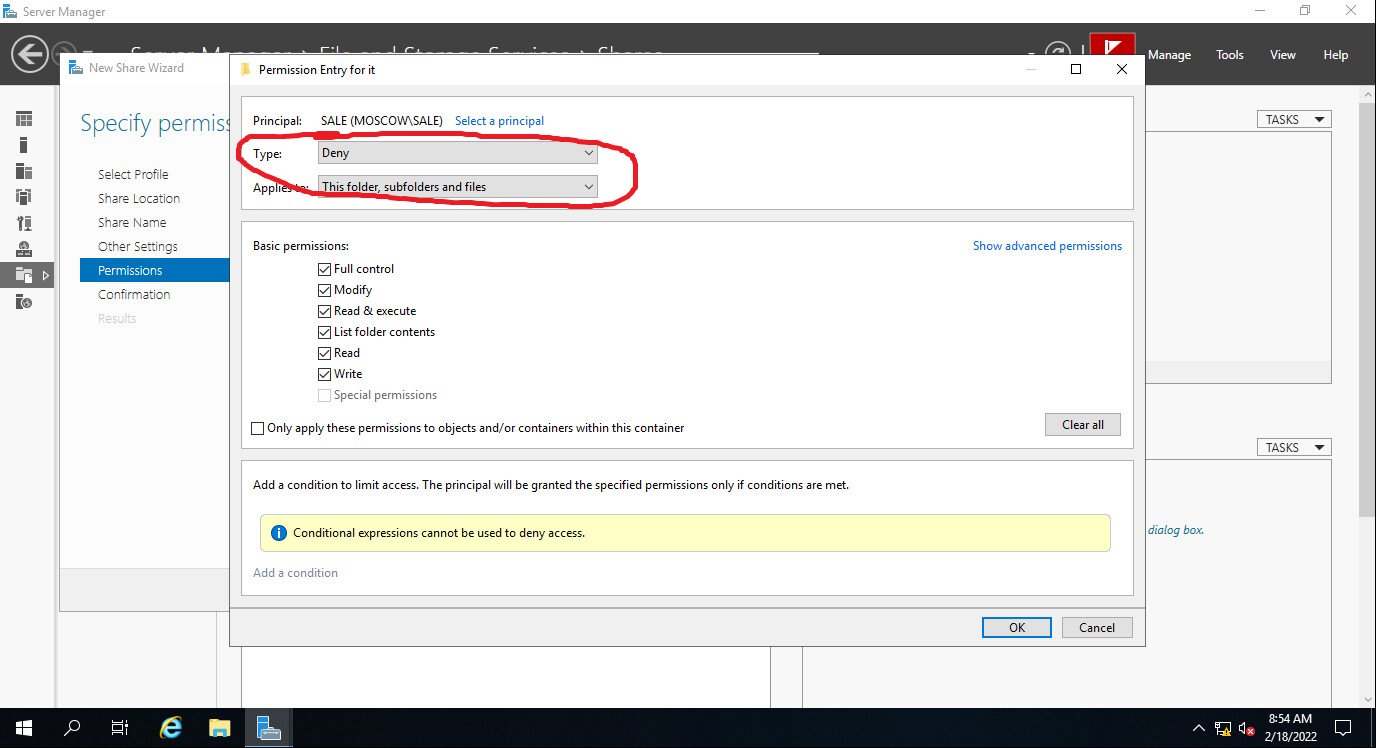 Server Manager
Server Manager › File and Storage Services › Shares
Manage Tools View Help
New Share Wizard
Permission Entry for it
Specify permiss
Principal: SALE (MOSCOW\SALE) Select a principal
Type: Deny
Applies to: This folder, subfolders and files
TASKS
Select Profile
Share Location
Share Name
Other Settings
Permissions
Confirmation
Results
Basic permissions: Show advanced permissions
Full control
Modify
Read & execute
List folder contents
Read
Write
Special permissions
Only apply these permissions to objects and/or containers within this container
Clear all
TASKS
Add a condition to limit access. The principal will be granted the specified permissions only if conditions are met.
Conditional expressions cannot be used to deny access.
dialog box.
Add a condition
OK Cancel
8:54 AM
2/18/2022